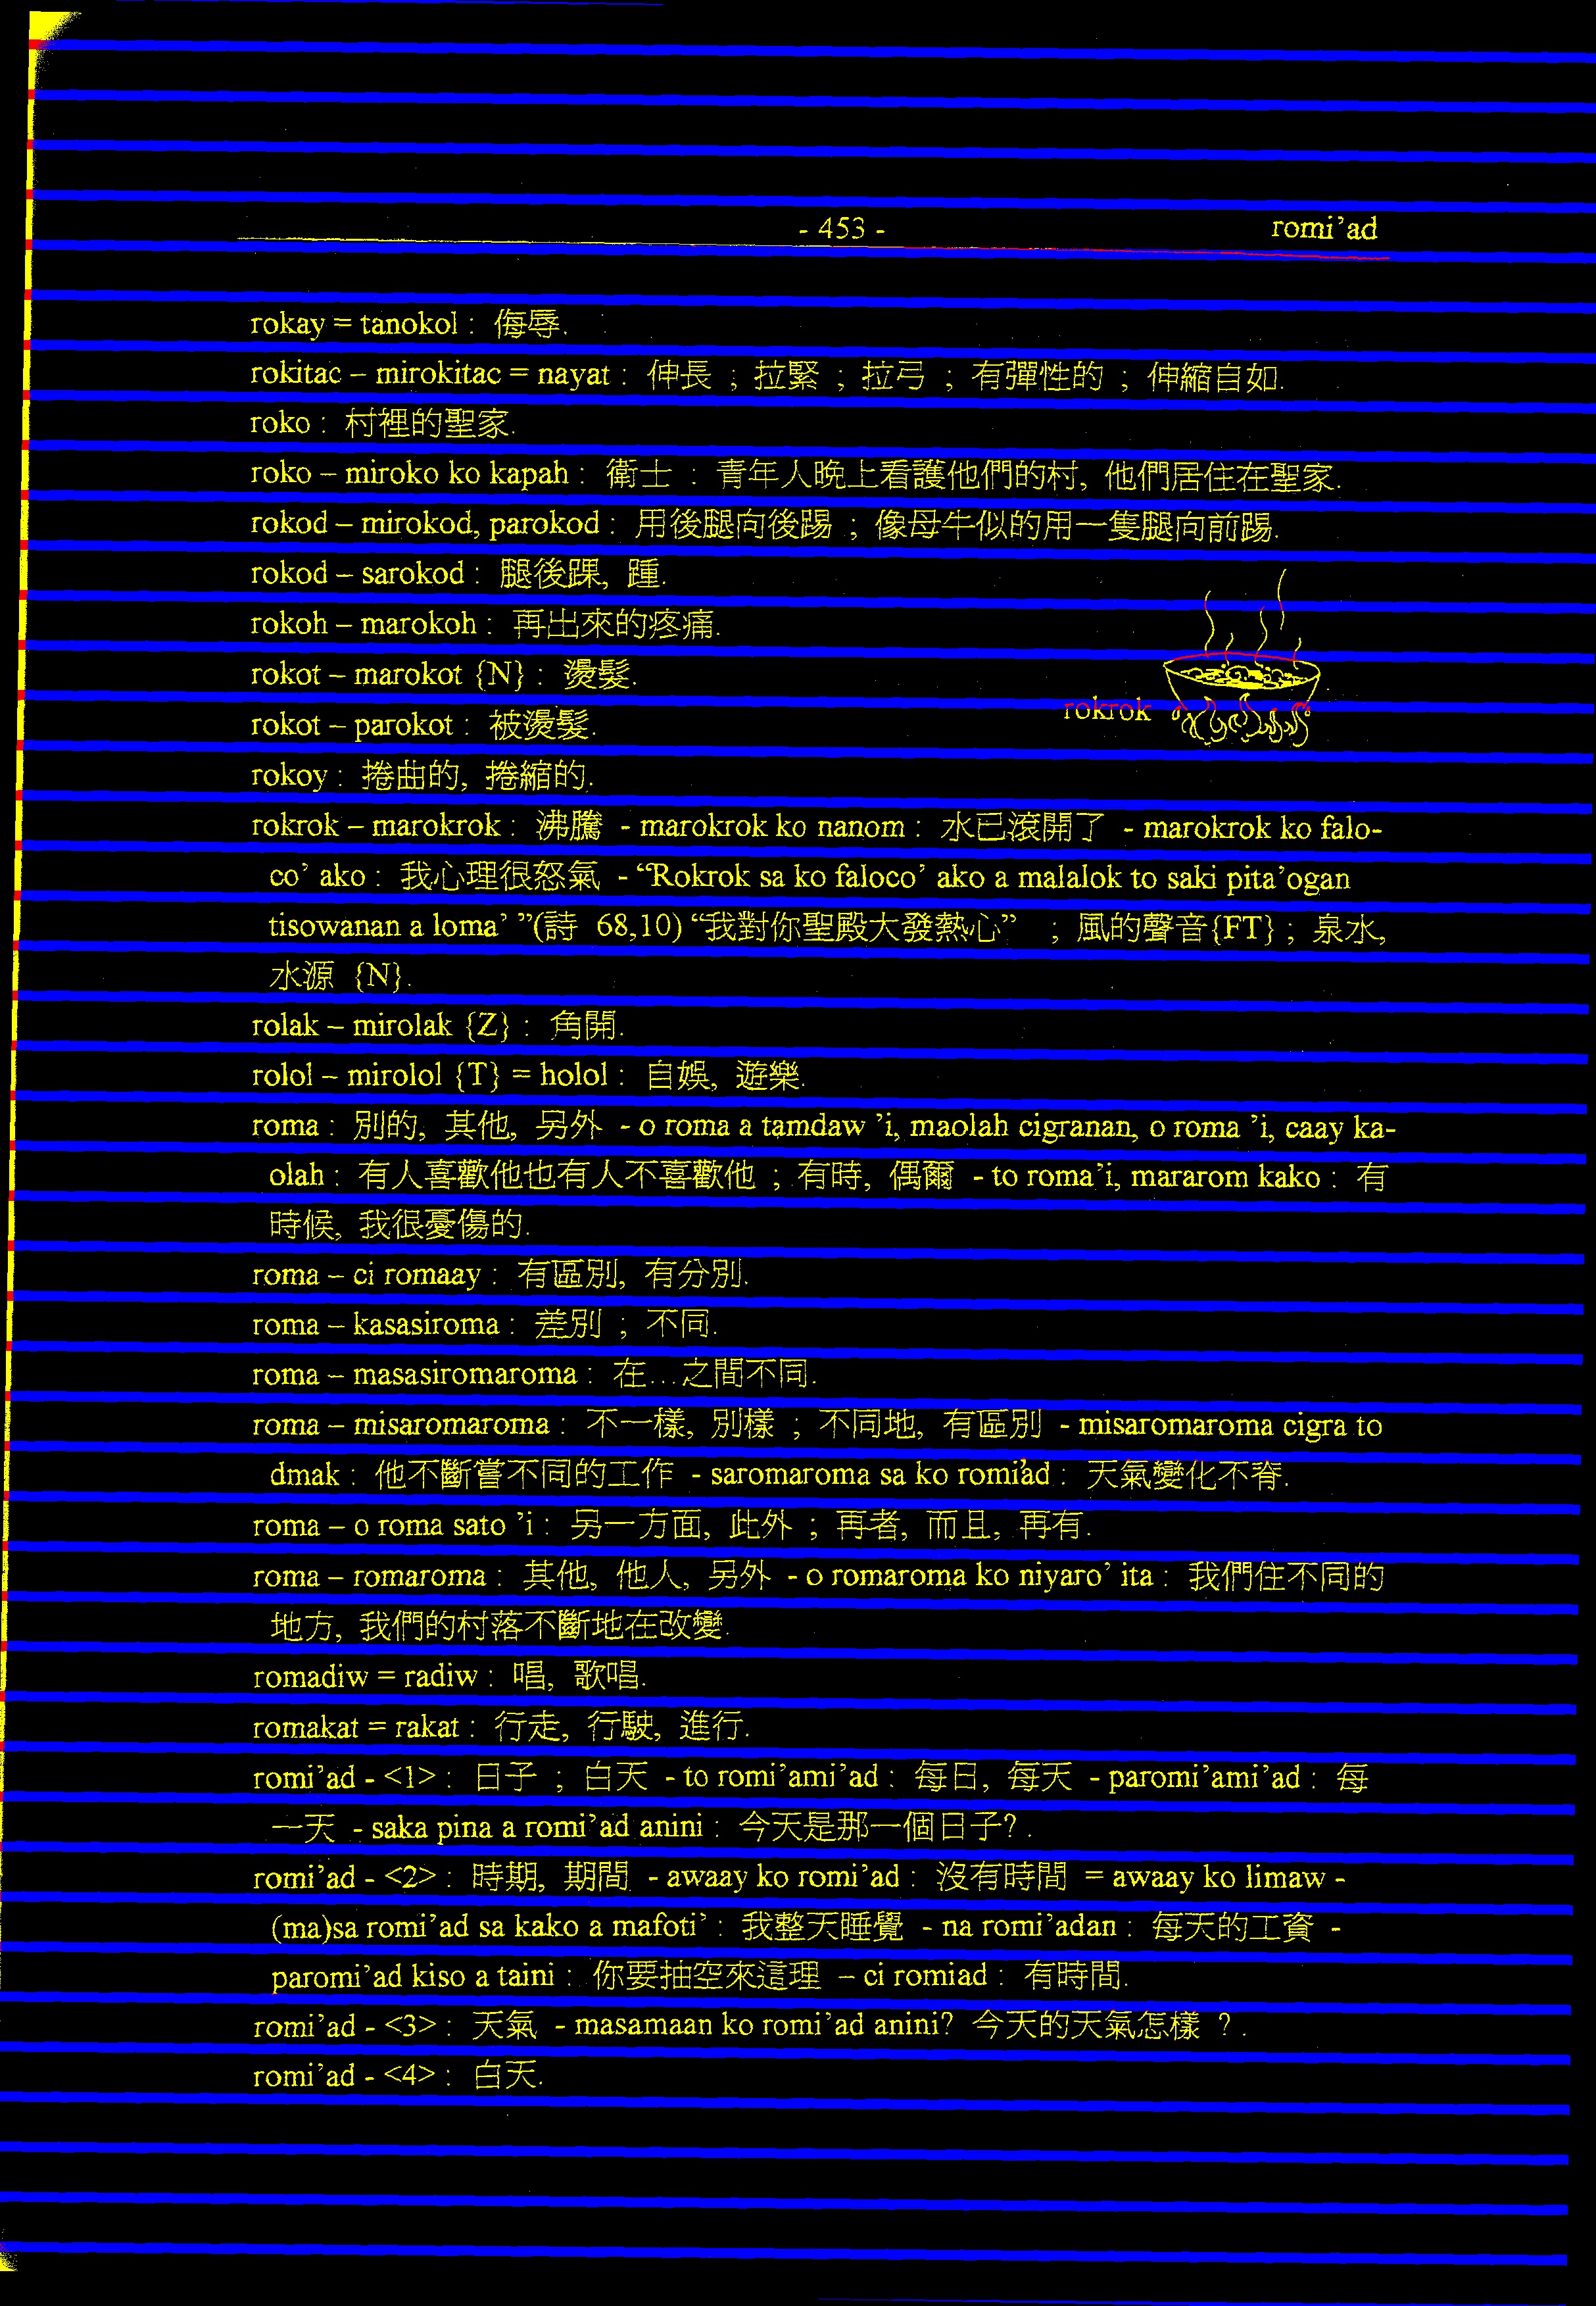 - 453 - romi’ad
rokay = tanokol : 侮辱.
rokitac – mirokitac = nayat : 伸長 ; 拉緊 ; 拉弓 ; 有彈性的 ; 伸縮自如.
roko : 村裡的聖家.
roko – miroko ko kapah : 衛士 : 青年人晚上看護他們的村, 他們居住在聖家.
rokod – mirokod, parokod : 用後腿向後踢 ; 像母牛似的用一隻腿向前踢.
rokod – sarokod : 腿後踝, 踵.
rokoh – marokoh : 再出來的疼痛.
rokot – marokot {N} : 燙髮.
rokrok
rokot – parokot : 被燙髮.
rokoy : 捲曲的, 捲縮的.
rokrok – marokrok : 沸騰 - marokrok ko nanom : 水已滾開了 - marokrok ko falo-
co’ ako : 我心理很怒氣 - “Rokrok sa ko faloco’ ako a malalok to saki pita’ogan
tisowanan a loma’ ”(詩 68,10) “我對你聖殿大發熱心” ; 風的聲音{FT} ; 泉水,
水源 {N}.
rolak – mirolak {Z} : 角開.
rolol – mirolol {T} = holol : 自娛, 遊樂.
roma : 別的, 其他, 另外 - o roma a tamdaw ’i, maolah cigranan, o roma ’i, caay ka-
olah : 有人喜歡他也有人不喜歡他 ; 有時, 偶爾 - to roma’i, mararom kako : 有
時候, 我很憂傷的.
roma – ci romaay : 有區別, 有分別.
roma – kasasiroma : 差別 ; 不同.
roma – masasiromaroma : 在...之間不同.
roma – misaromaroma : 不一樣, 別樣 ; 不同地, 有區別 - misaromaroma cigra to
dmak : 他不斷嘗不同的工作 - saromaroma sa ko romi’ad : 天氣變化不脊.
roma – o roma sato ’i : 另一方面, 此外 ; 再者, 而且, 再有.
roma – romaroma : 其他, 他人, 另外 - o romaroma ko niyaro’ ita : 我們住不同的
地方, 我們的村落不斷地在改變.
romadiw = radiw : 唱, 歌唱.
romakat = rakat : 行走, 行駛, 進行.
romi’ad - <1> : 日子 ; 白天 - to romi’ami’ad : 每日, 每天 - paromi’ami’ad : 每
一天 - saka pina a romi’ad anini : 今天是那一個日子? .
romi’ad - <2> : 時期, 期間 - awaay ko romi’ad : 沒有時間 = awaay ko limaw -
(ma)sa romi’ad sa kako a mafoti’ : 我整天睡覺 - na romi’adan : 每天的工資 -
paromi’ad kiso a taini : 你要抽空來這理 – ci romiad : 有時間.
romi’ad - <3> : 天氣 - masamaan ko romi’ad anini? 今天的天氣怎樣 ? .
romi’ad - <4> : 白天.